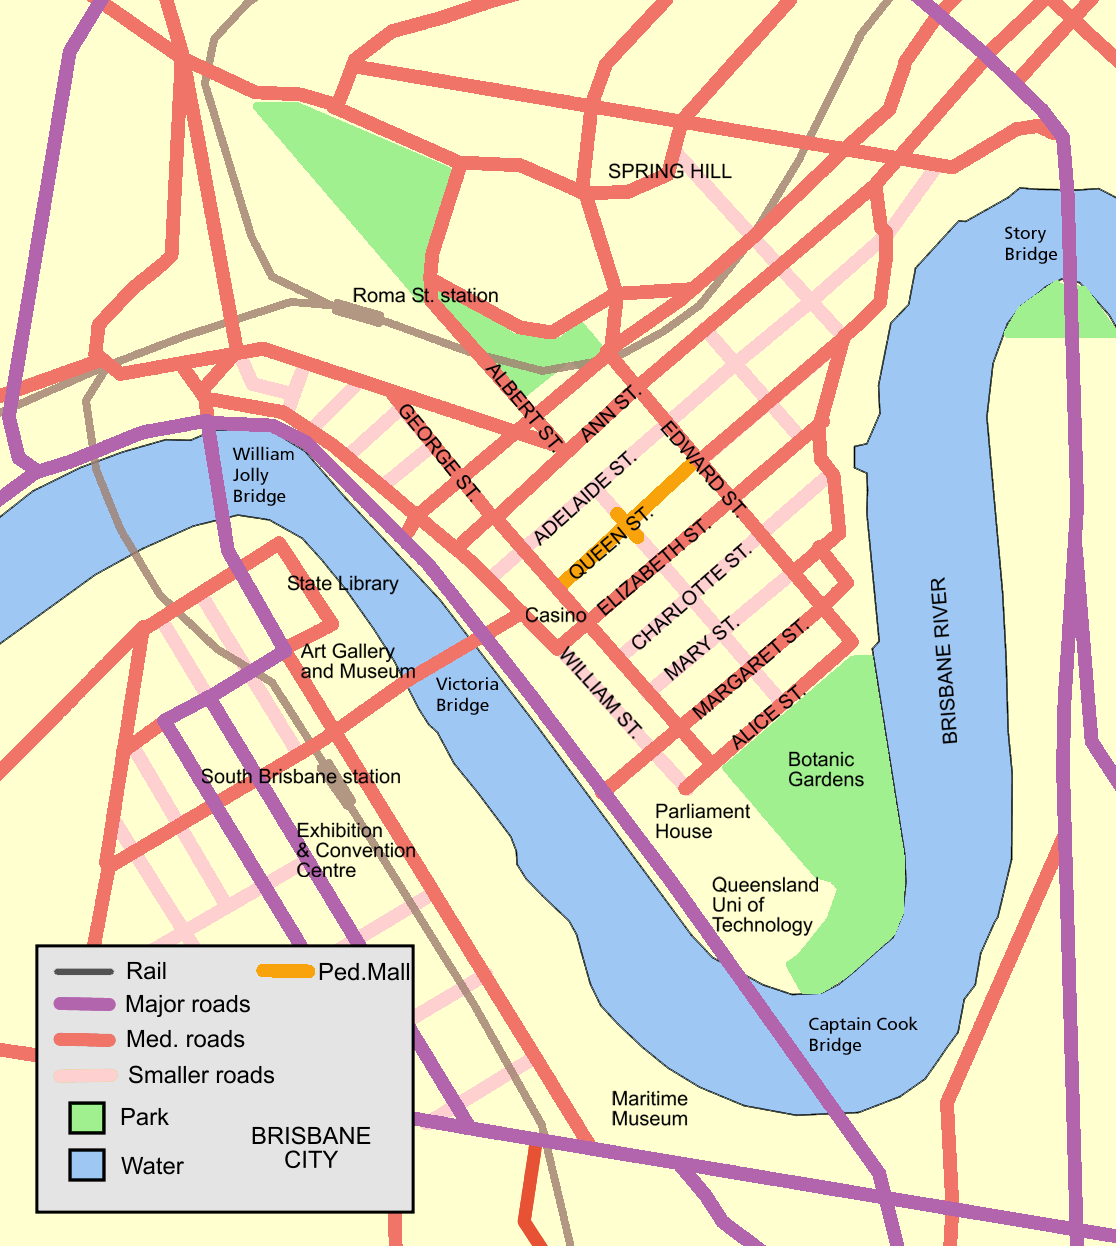 SPRING HILL
Story
Bridge
Roma St. station
ALBERT ST.
ANN ST.
GEORGE ST.
EDWARD ST.
William
Jolly
Bridge
ADELAIDE ST.
QUEEN ST.
ELIZABETH ST.
CHARLOTTE ST.
State Library
Casino
MARY ST.
MARGARET ST.
BRISBANE RIVER
Art Gallery
and Museum
WILLIAM ST.
Victoria
Bridge
ALICE ST.
Botanic
Gardens
South Brisbane station
Parliament
House
Exhibition
& Convention
Centre
Queensland
Uni of
Technology
Captain Cook
Bridge
Maritime
Museum
Rail
Ped.Mall
Major roads
Med. roads
Smaller roads
Park
Water
BRISBANE
CITY